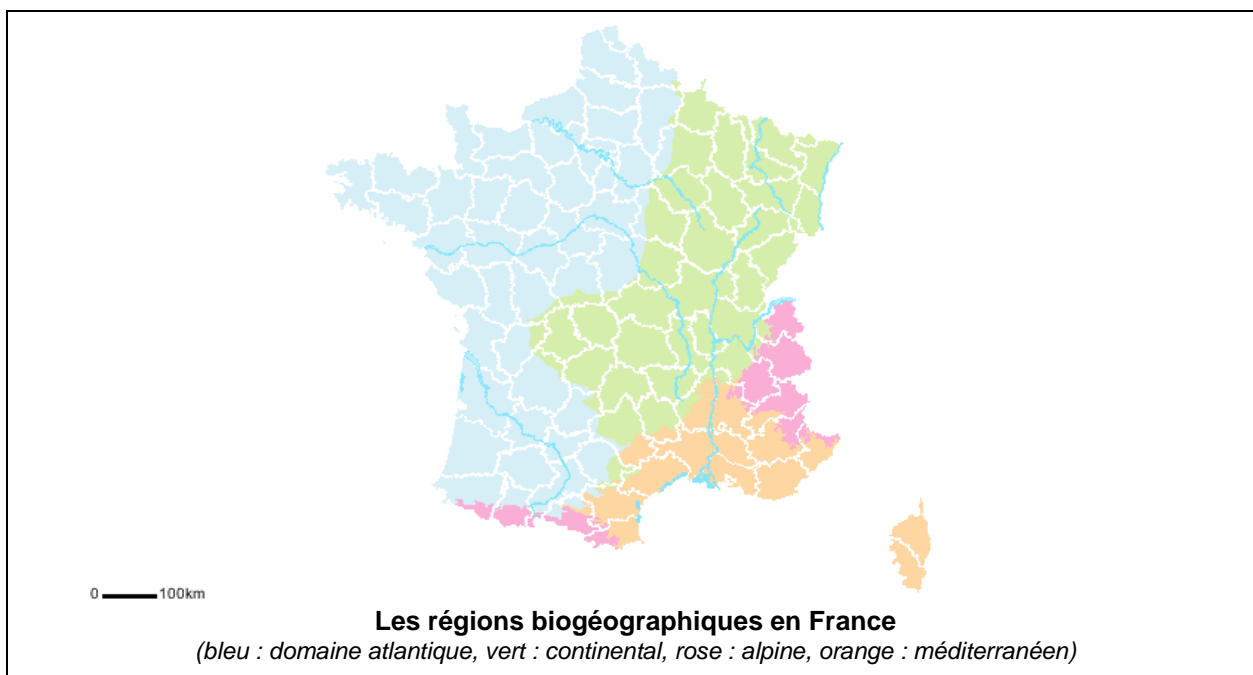 0 100km
Les régions biogéographiques en France
(bleu : domaine atlantique, vert : continental, rose : alpine, orange : méditerranéen)